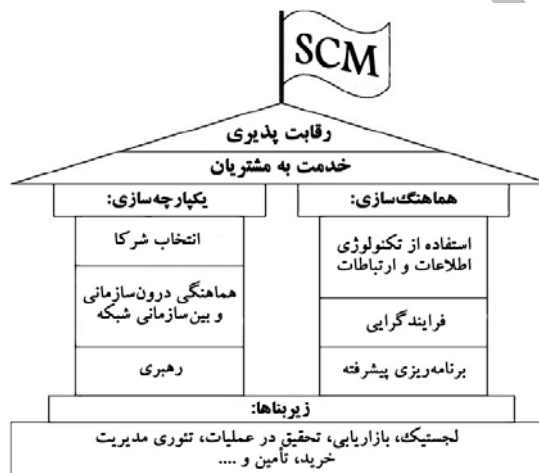 SCM
رقابت پذیری
خدمت به مشتریان
هماهنگ‌سازی:
استفاده از تکنولوژی
اطلاعات و ارتباطات
فرایندگرایی
برنامه‌ریزی پیشرفته
یکپارچه‌سازی:
انتخاب شرکا
هماهنگی درون‌سازمانی
و بین‌سازمانی شبکه
رهبری
زیربناها:
لجستیک، بازاریابی، تحقیق در عملیات، تئوری مدیریت
خرید، تأمین و ....